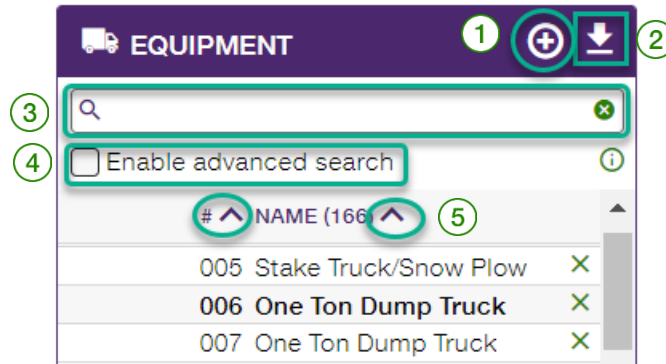 EQUIPMENT 1 2
3
4 Enable advanced search i
# NAME (166) 5
005 Stake Truck/Snow Plow
006 One Ton Dump Truck
007 One Ton Dump Truck